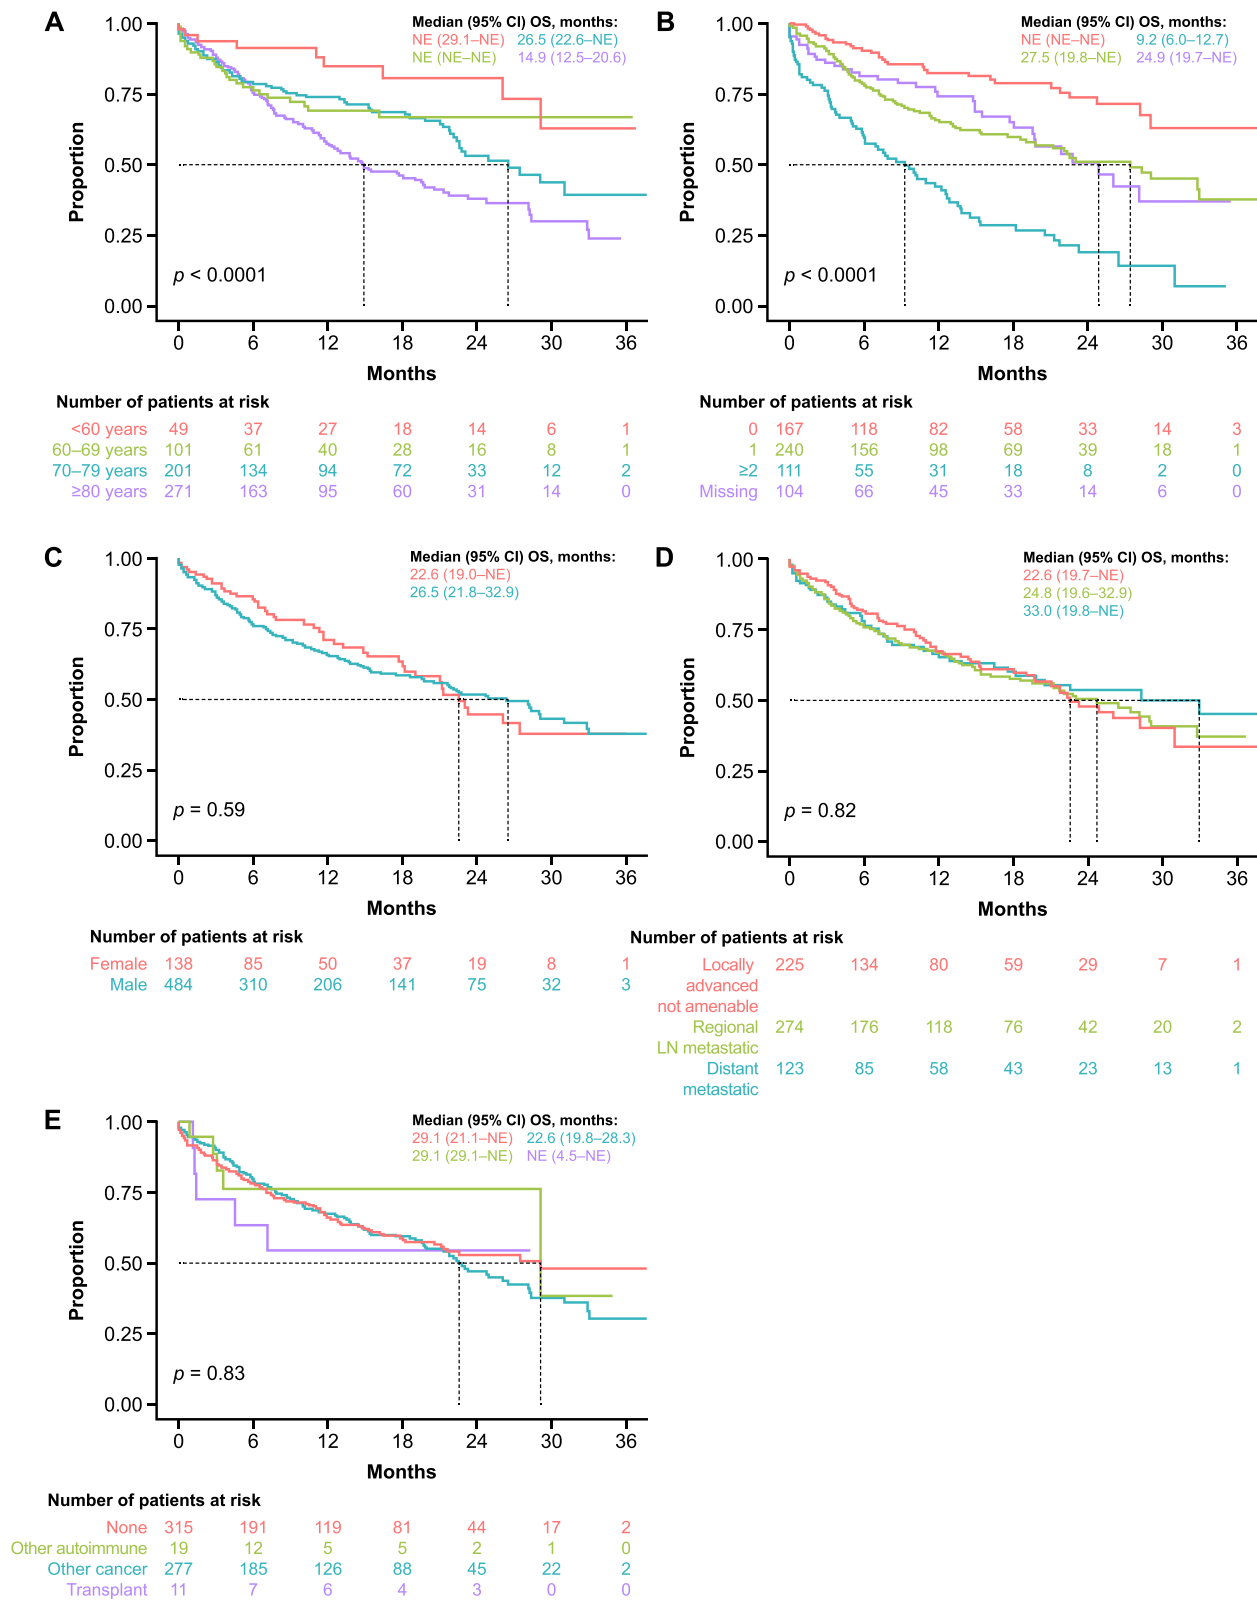 A
Median (95% CI) OS, months:
NE (29.1–NE) 26.5 (22.6–NE)
NE (NE–NE) 14.9 (12.5–20.6)
1.00
0.75
0.50
0.25
0.00
Proportion
p < 0.0001
0 6 12 18 24 30 36
Months
Number of patients at risk
<60 years 49 37 27 18 14 6 1
60–69 years 101 61 40 28 16 8 1
70–79 years 201 134 94 72 33 12 2
≥80 years 271 163 95 60 31 14 0
B
Median (95% CI) OS, months:
NE (NE–NE) 9.2 (6.0–12.7)
27.5 (19.8–NE) 24.9 (19.7–NE)
1.00
0.75
0.50
0.25
0.00
Proportion
p < 0.0001
0 6 12 18 24 30 36
Months
Number of patients at risk
0 167 118 82 58 33 14 3
1 240 156 98 69 39 18 1
≥2 111 55 31 18 8 2 0
Missing 104 66 45 33 14 6 0
C
Median (95% CI) OS, months:
22.6 (19.0–NE)
26.5 (21.8–32.9)
1.00
0.75
0.50
0.25
0.00
Proportion
p = 0.59
0 6 12 18 24 30 36
Months
Number of patients at risk
Female 138 85 50 37 19 8 1
Male 484 310 206 141 75 32 3
D
Median (95% CI) OS, months:
22.6 (19.7–NE)
24.8 (19.6–32.9)
33.0 (19.8–NE)
1.00
0.75
0.50
0.25
0.00
Proportion
p = 0.82
0 6 12 18 24 30 36
Months
Number of patients at risk
Locally 225 134 80 59 29 7 1
advanced
not amenable
Regional 274 176 118 76 42 20 2
LN metastatic
Distant 123 85 58 43 23 13 1
metastatic
E
Median (95% CI) OS, months:
29.1 (21.1–NE) 22.6 (19.8–28.3)
29.1 (29.1–NE) NE (4.5–NE)
1.00
0.75
0.50
0.25
0.00
Proportion
p = 0.83
0 6 12 18 24 30 36
Months
Number of patients at risk
None 315 191 119 81 44 17 2
Other autoimmune 19 12 5 5 2 1 0
Other cancer 277 185 126 88 45 22 2
Transplant 11 7 6 4 3 0 0